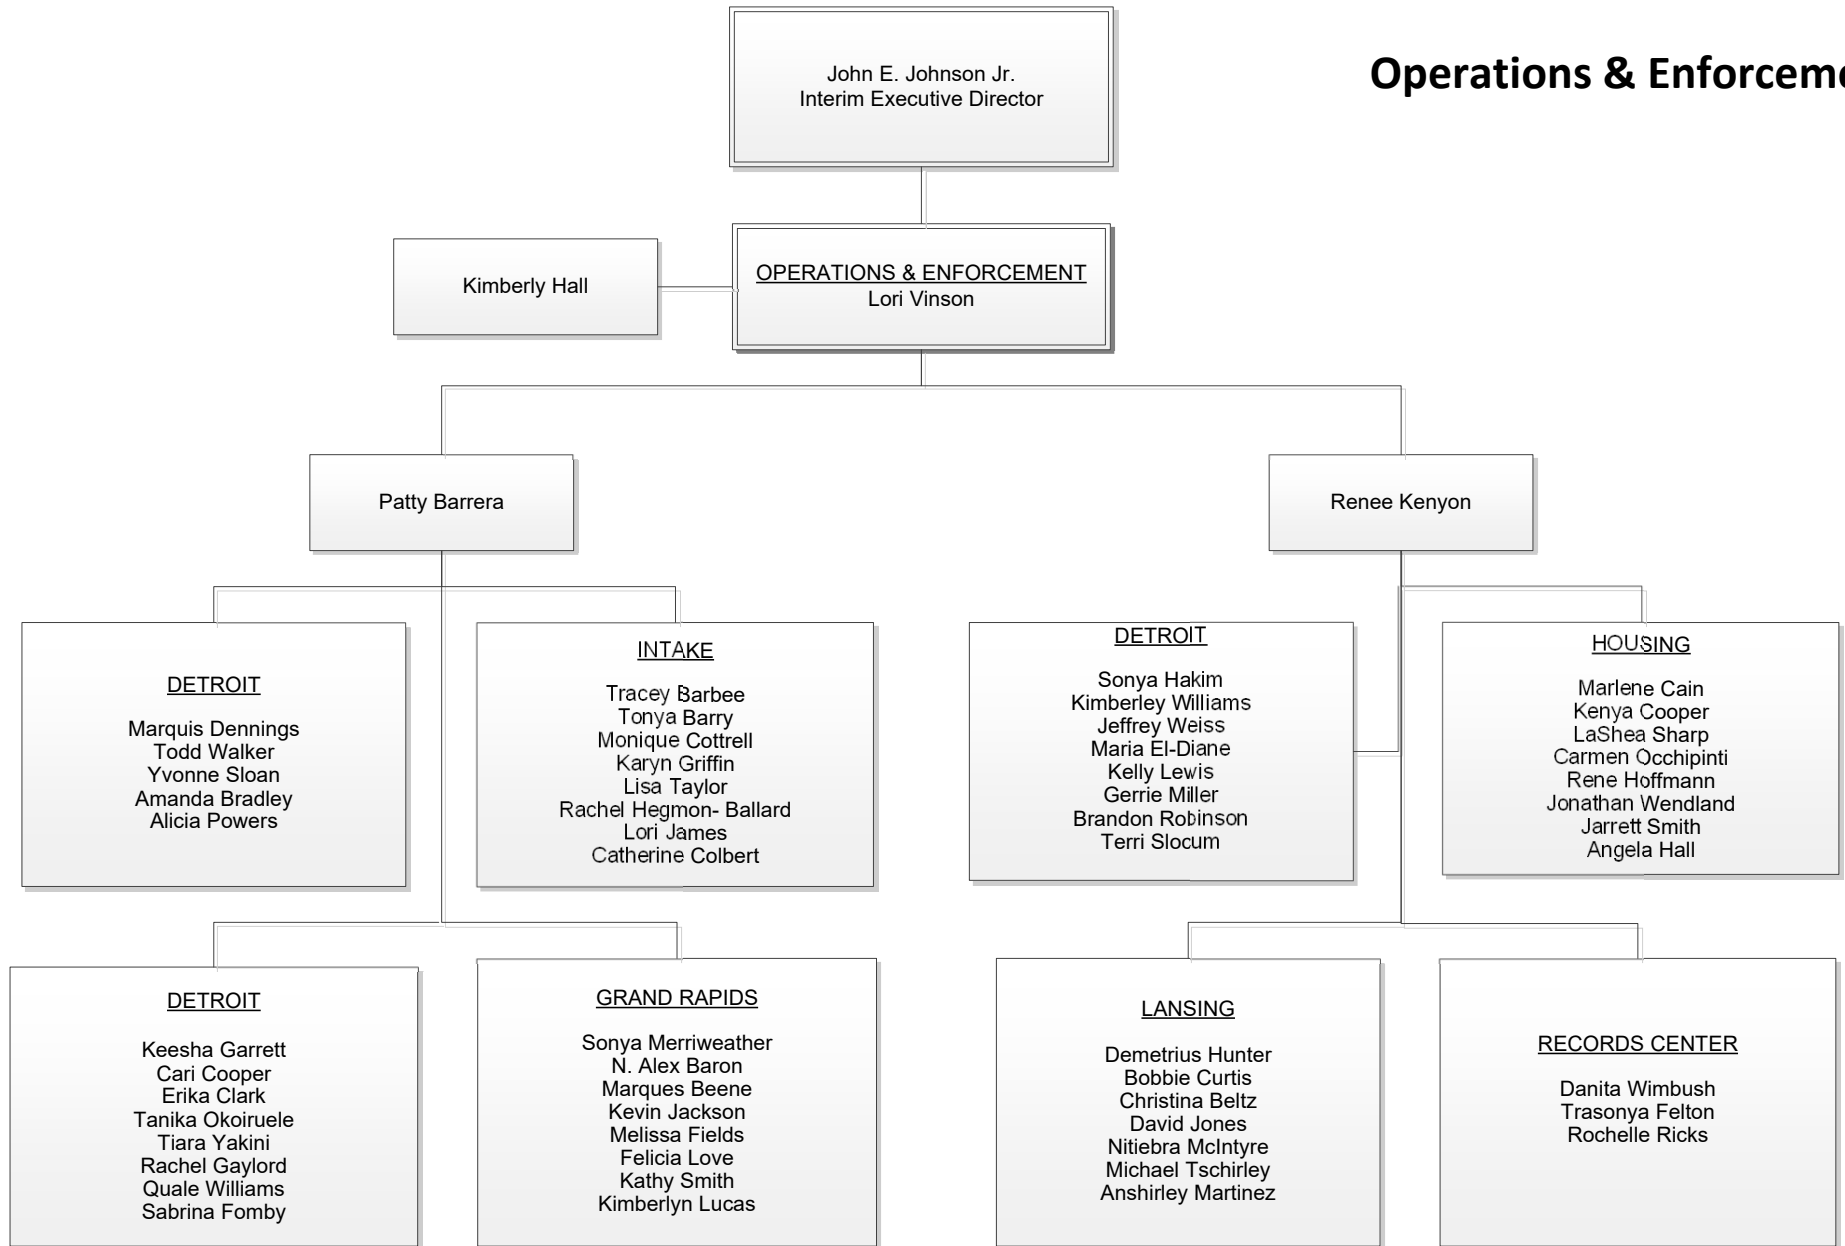 John E. Johnson Jr.
Interim Executive Director
Operations & Enforceme
Kimberly Hall
OPERATIONS & ENFORCEMENT
Lori Vinson
Patty Barrera
Renee Kenyon
DETROIT
Marquis Dennings
Todd Walker
Yvonne Sloan
Amanda Bradley
Alicia Powers
INTAKE
Tracey Barbee
Tonya Barry
Monique Cottrell
Karyn Griffin
Lisa Taylor
Rachel Hegmon- Ballard
Lori James
Catherine Colbert
DETROIT
Sonya Hakim
Kimberley Williams
Jeffrey Weiss
Maria El-Diane
Kelly Lewis
Gerrie Miller
Brandon Robinson
Terri Slocum
HOUSING
Marlene Cain
Kenya Cooper
LaShea Sharp
Carmen Occhipinti
Rene Hoffmann
Jonathan Wendland
Jarrett Smith
Angela Hall
DETROIT
Keesha Garrett
Cari Cooper
Erika Clark
Tanika Okoiruele
Tiara Yakini
Rachel Gaylord
Quale Williams
Sabrina Fomby
GRAND RAPIDS
Sonya Merriweather
N. Alex Baron
Marques Beene
Kevin Jackson
Melissa Fields
Felicia Love
Kathy Smith
Kimberlyn Lucas
LANSING
Demetrius Hunter
Bobbie Curtis
Christina Beltz
David Jones
Nitiebra McIntyre
Michael Tschirley
Anshirley Martinez
RECORDS CENTER
Danita Wimbush
Trasonya Felton
Rochelle Ricks